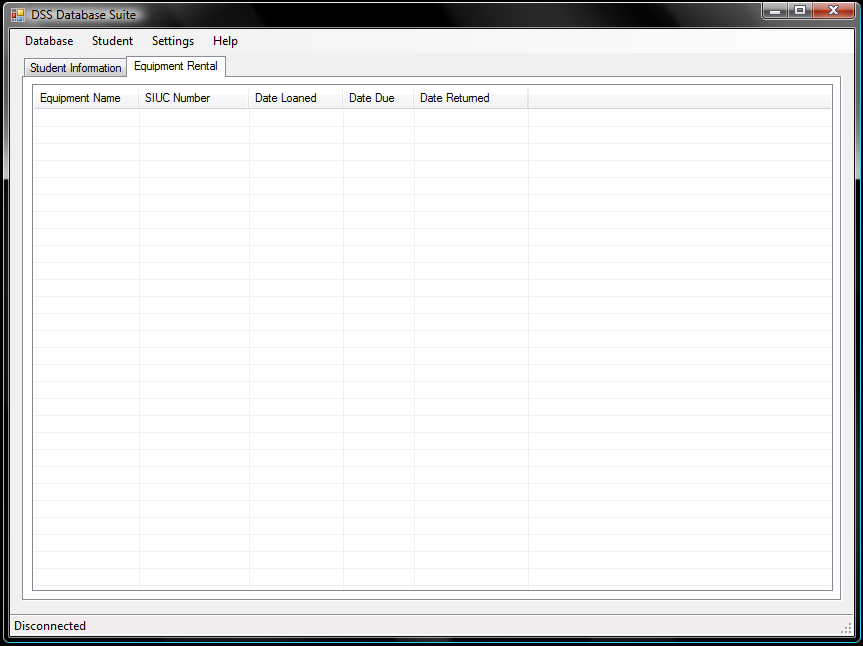 DSS Database Suite
Database Student Settings Help
Student Information Equipment Rental
Equipment Name SIUC Number Date Loaned Date Due Date Returned
Disconnected